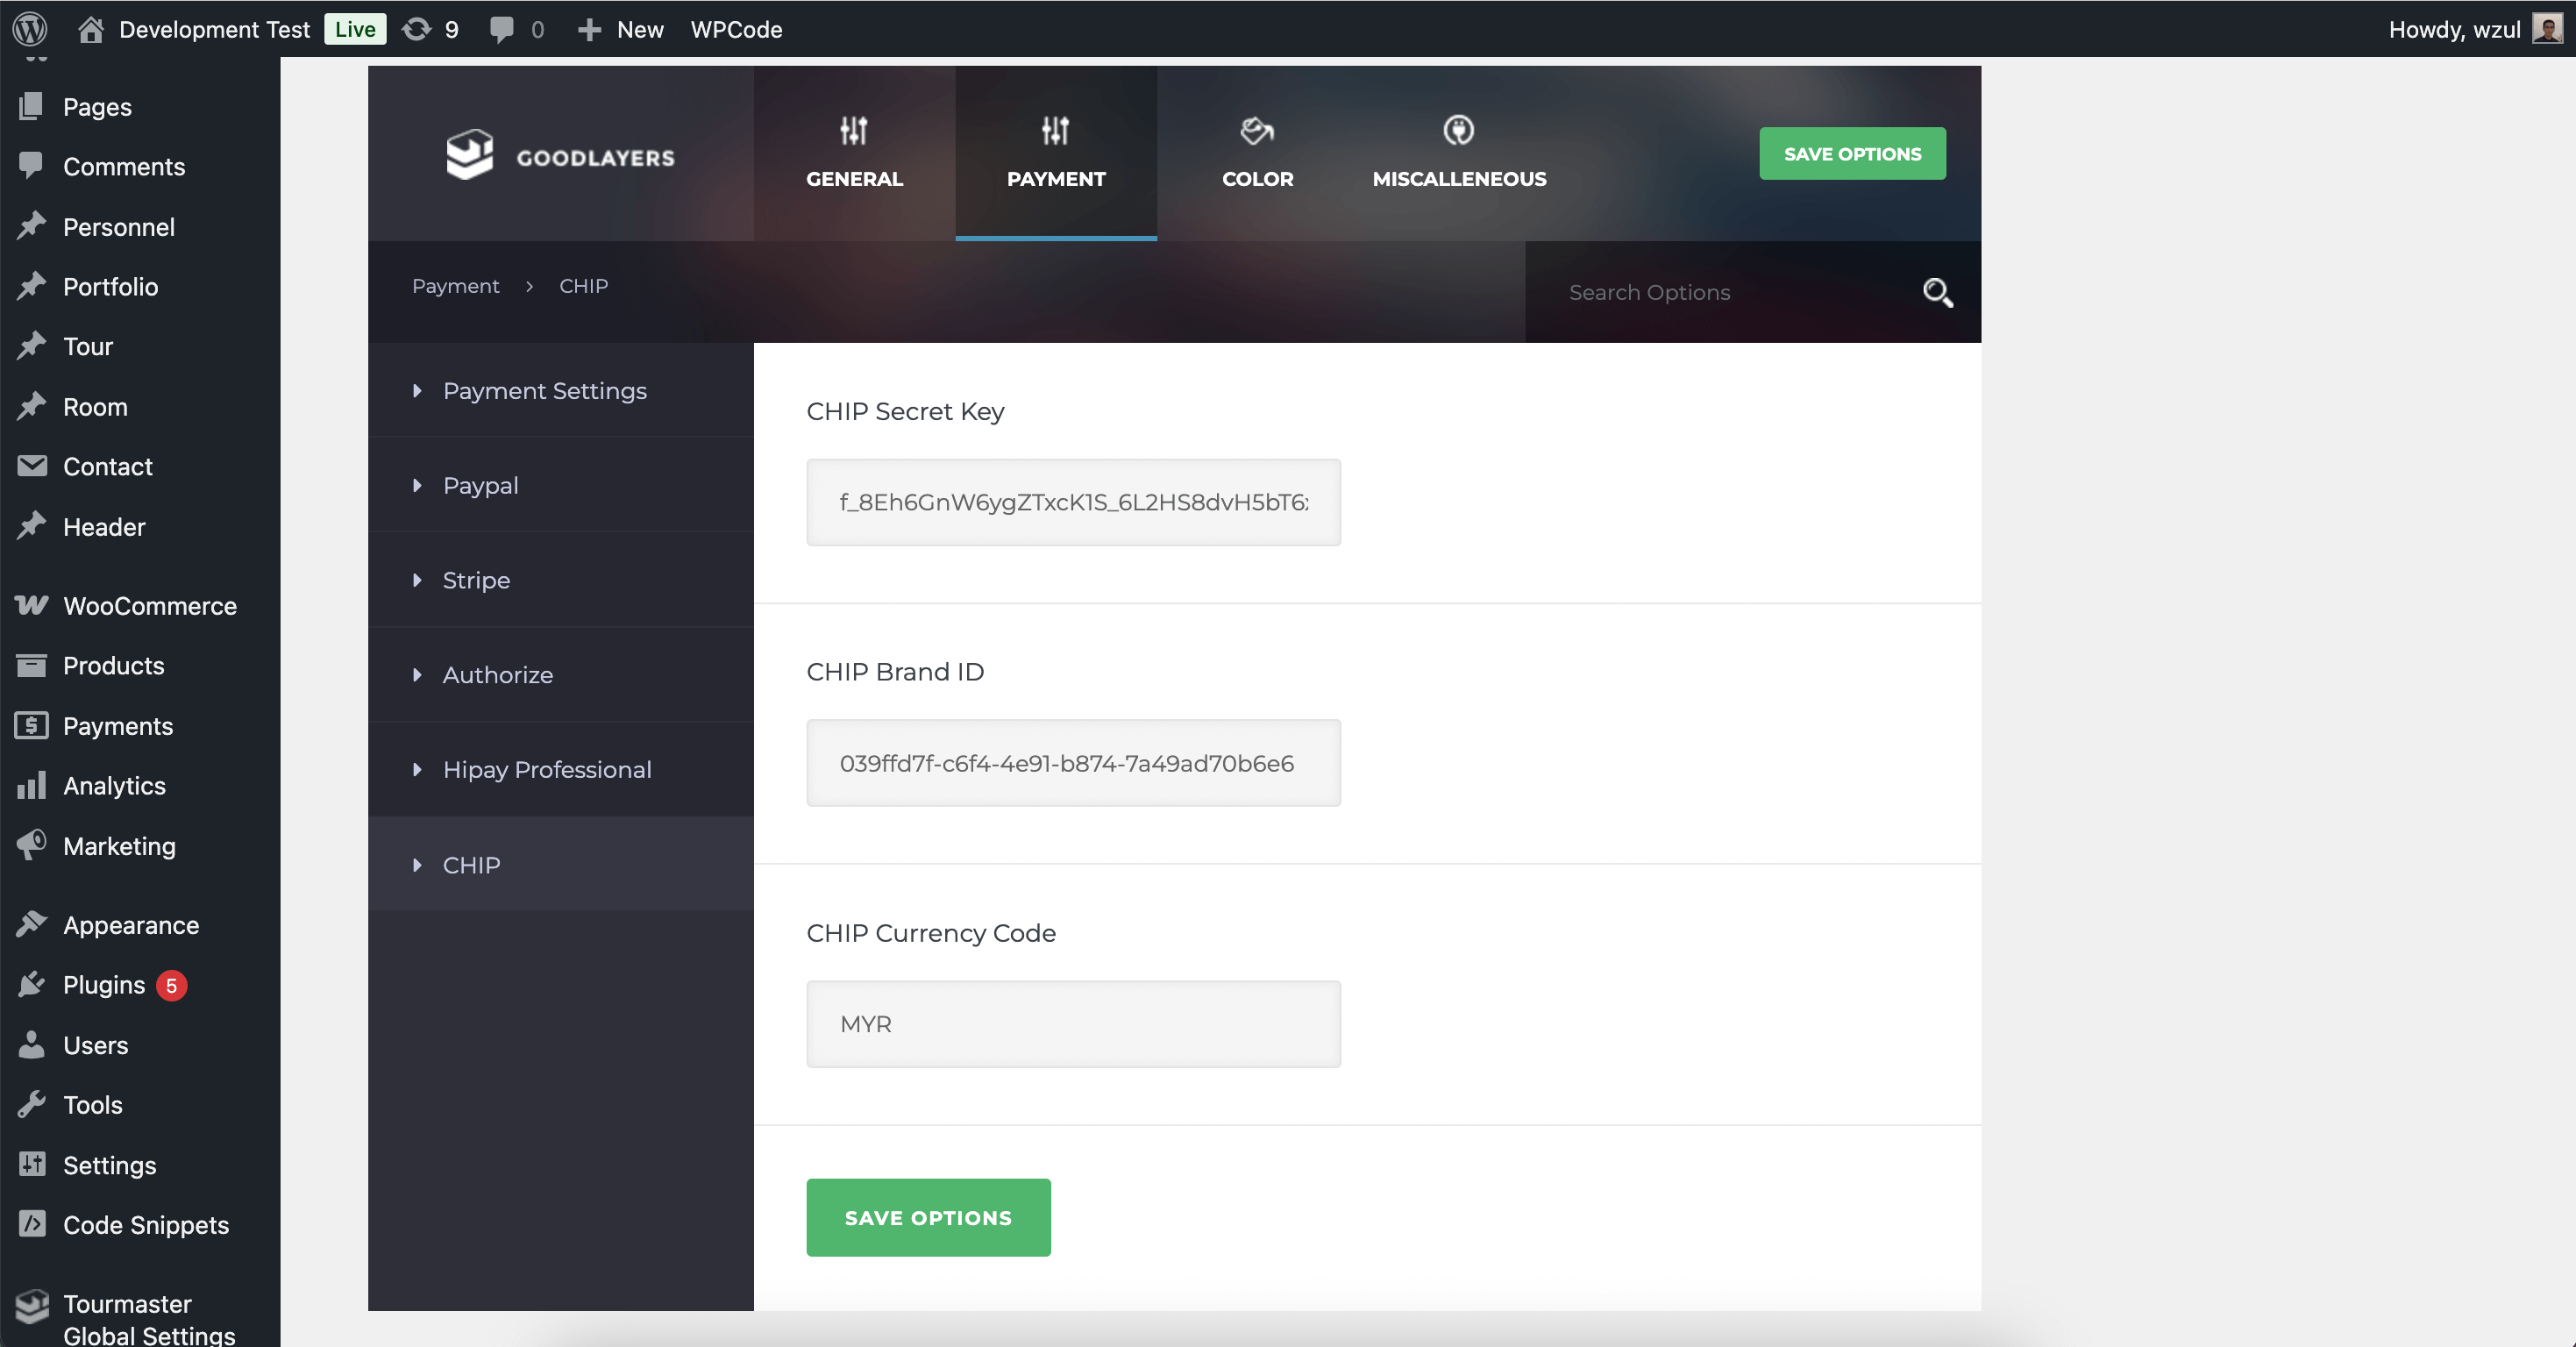 Development Test Live 9 0 New WPCode Howdy, wzul
Pages
Comments
Personnel
Portfolio
Tour
Room
Contact
Header
WooCommerce
Products
Payments
Analytics
Marketing
Appearance
Plugins 5
Users
Tools
Settings
Code Snippets
Tourmaster
Global Settings
GOODLAYERS
GENERAL
PAYMENT
COLOR
MISCALLENEOUS
SAVE OPTIONS
Payment > CHIP
Search Options
Payment Settings
Paypal
Stripe
Authorize
Hipay Professional
CHIP
CHIP Secret Key
f_8Eh6GnW6ygZTxcK1S_6L2HS8dvH5bT6
CHIP Brand ID
039ffd7f-c6f4-4e91-b874-7a49ad70b6e6
CHIP Currency Code
MYR
SAVE OPTIONS